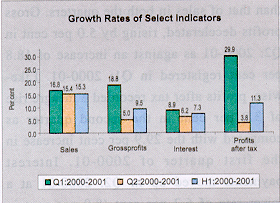 Growth Rates of Select Indicators
Per cent
30.0
25.0
20.0
15.0
10.0
5.0
0.0
16.8 15.4 15.3
18.8 5.0 9.5
8.9 6.2 7.3
29.9 3.8 11.3
Sales
Grossprofits
Interest
Profits after tax
Q1:2000-2001 Q2:2000-2001 H1:2000-2001